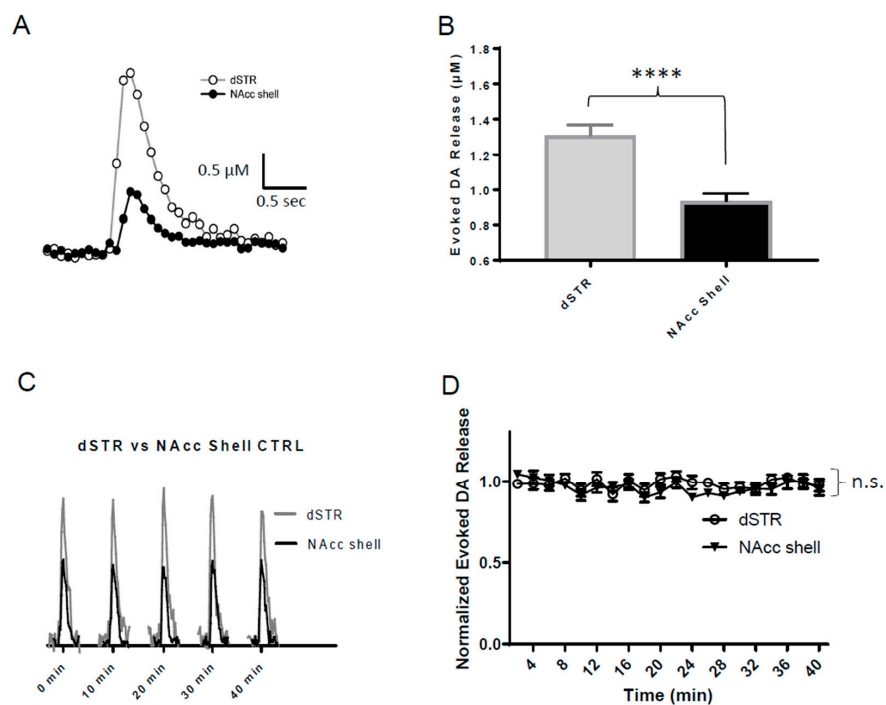 A
dSTR
NAcc shell
0.5 µM
0.5 sec
B
Evoked DA Release (µM)
1.8
1.6
1.4
1.2
1.0
0.8
0.6
****
dSTR
NAcc Shell
C
dSTR vs NAcc Shell CTRL
dSTR
NAcc shell
0 min
10 min
20 min
30 min
40 min
D
Normalized Evoked DA Release
1.0
0.5
0.0
n.s.
dSTR
NAcc shell
4 8 12 16 20 24 28 32 36 40
Time (min)